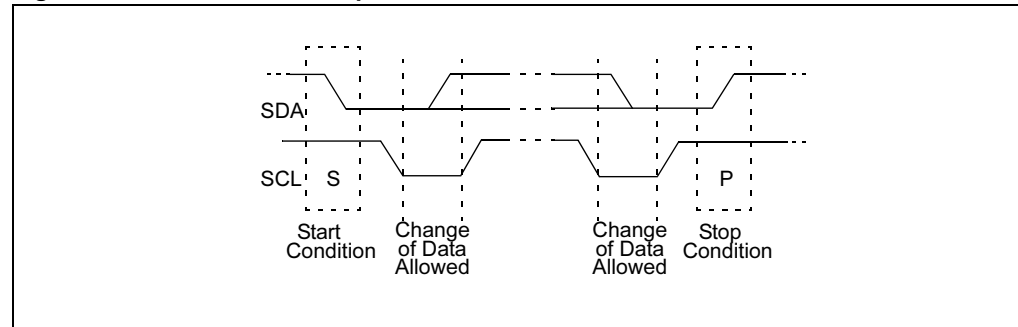 SDA
SCL
S
P
Start
Condition
Change
of Data
Allowed
Change
of Data
Allowed
Stop
Condition